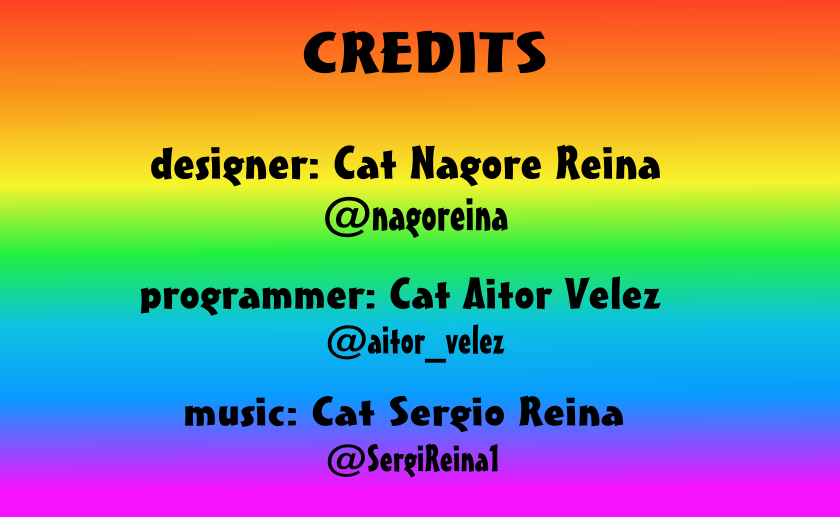 CREDITS
designer: Cat Nagore Reina
@nagoreina
programmer: Cat Aitor Velez
@aitor_velez
music: Cat Sergio Reina
@SergiReina1